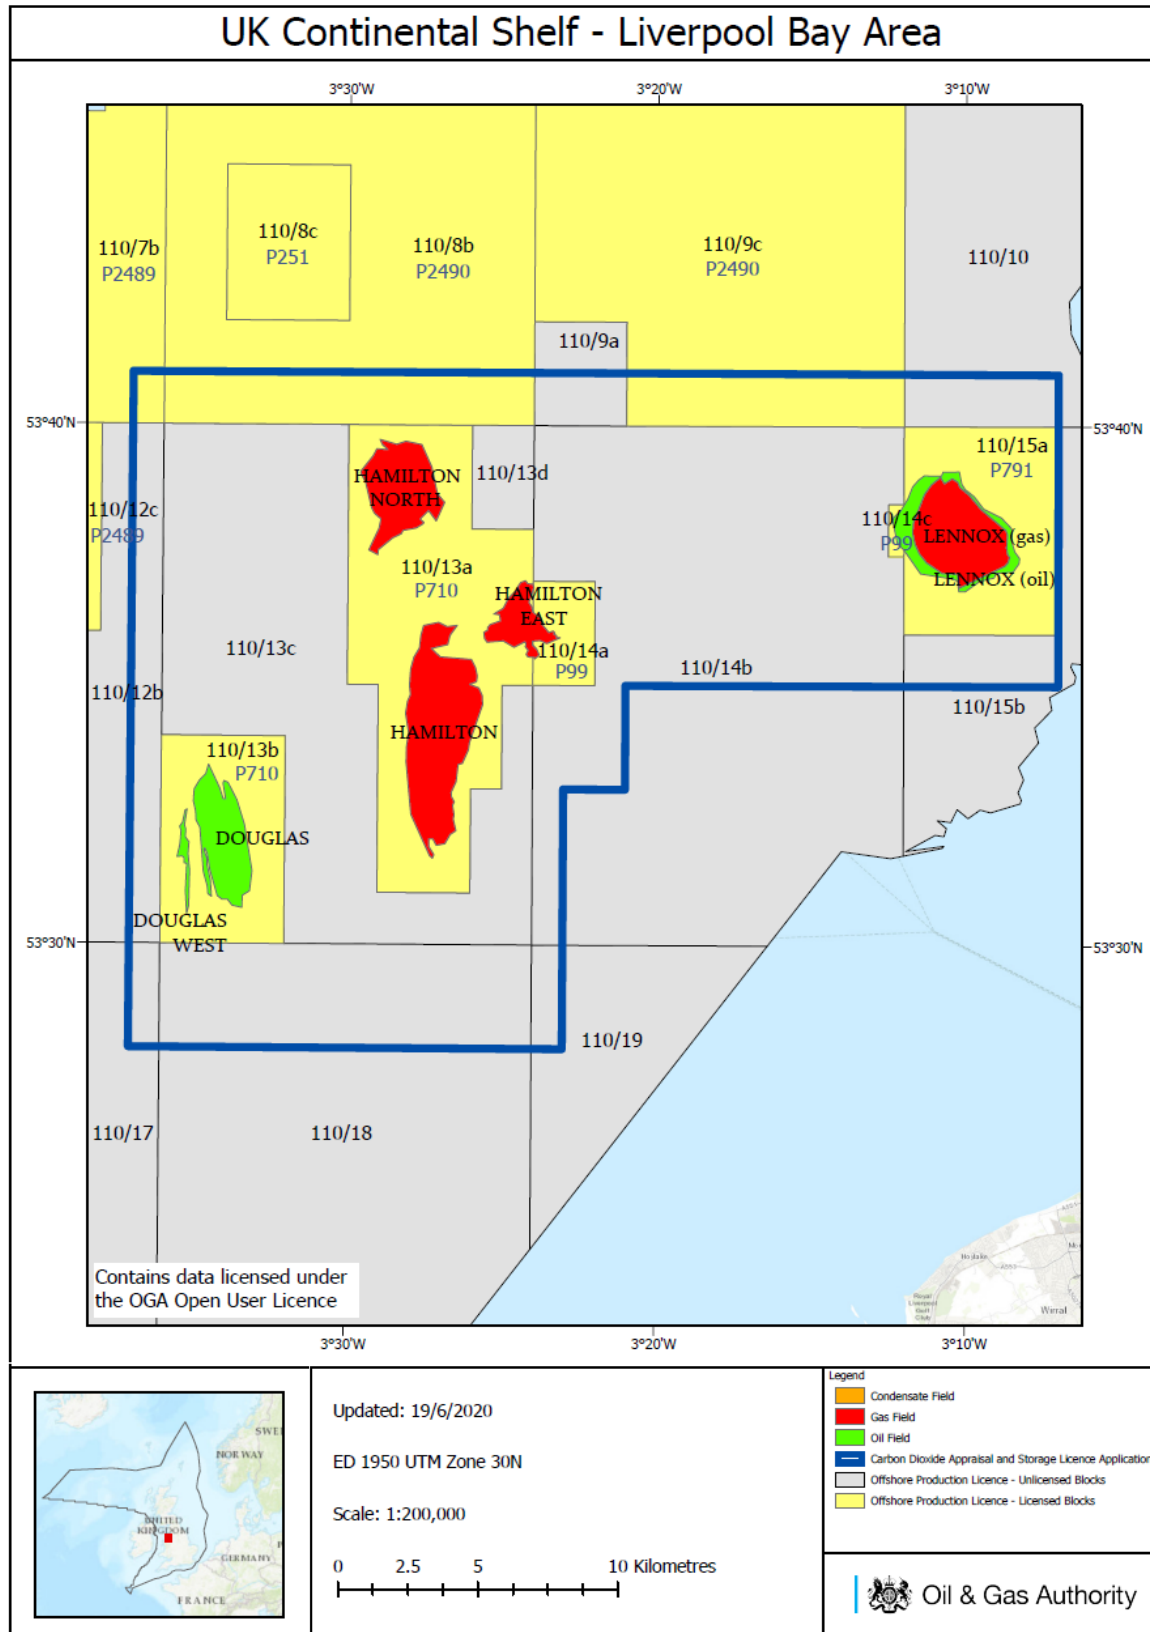 UK Continental Shelf - Liverpool Bay Area
3°30'W
3°20'W
3°10'W
110/7b
P2489
110/8c
P251
110/8b
P2490
110/9c
P2490
110/10
110/9a
53°40'N
53°40'N
HAMILTON
NORTH
110/13d
110/15a
P791
110/12c
P2489
110/14c
P99
LENNOX (gas)
LENNOX (oil)
110/13a
P710
HAMILTON
EAST
110/13c
110/14a
P99
110/14b
110/12b
110/15b
HAMILTON
110/13b
P710
DOUGLAS
DOUGLAS
WEST
53°30'N
53°30'N
110/19
110/17
110/18
Hoylake
Royal
Liverpool
Golf
Club
Wirral
Contains data licensed under
the OGA Open User Licence
3°30'W
3°20'W
3°10'W
SWE
NORWAY
UNITED
KINGDOM
GERMANY
FRANCE
Updated: 19/6/2020
ED 1950 UTM Zone 30N
Scale: 1:200,000
0 2.5 5 10 Kilometres
Legend
Condensate Field
Gas Field
Oil Field
Carbon Dioxide Appraisal and Storage Licence Application
Offshore Production Licence - Unlicensed Blocks
Offshore Production Licence - Licensed Blocks
Oil & Gas Authority